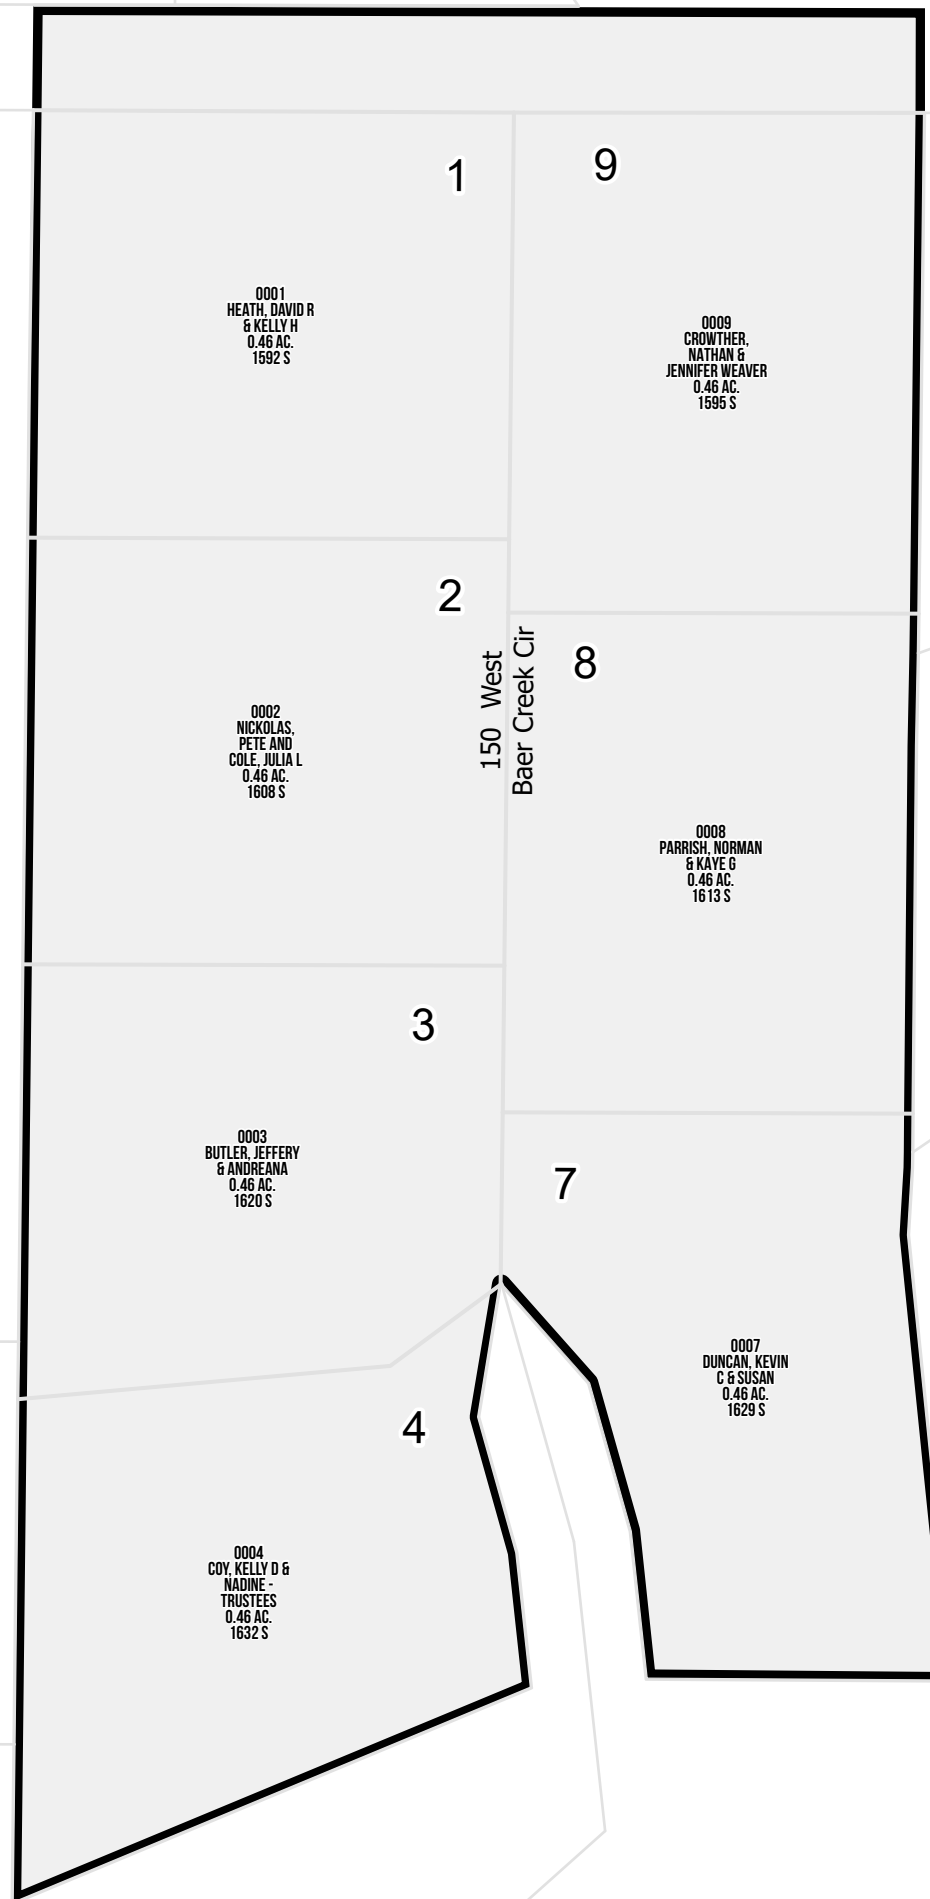 1
9
0001
HEATH, DAVID R
& KELLY H
0.46 AC.
1592 S
0009
CROWTHER,
NATHAN &
JENNIFER WEAVER
0.46 AC.
1595 S
2
150 West
Baer Creek Cir
8
0002
NICKOLAS,
PETE AND
COLE, JULIA L
0.46 AC.
1608 S
0008
PARRISH, NORMAN
& KAYE G
0.46 AC.
1613 S
3
0003
BUTLER, JEFFERY
& ANDREANA
0.46 AC.
1620 S
7
0007
DUNCAN, KEVIN
C & SUSAN
0.46 AC.
1629 S
4
0004
COY, KELLY D &
NADINE -
TRUSTEES
0.46 AC.
1632 S